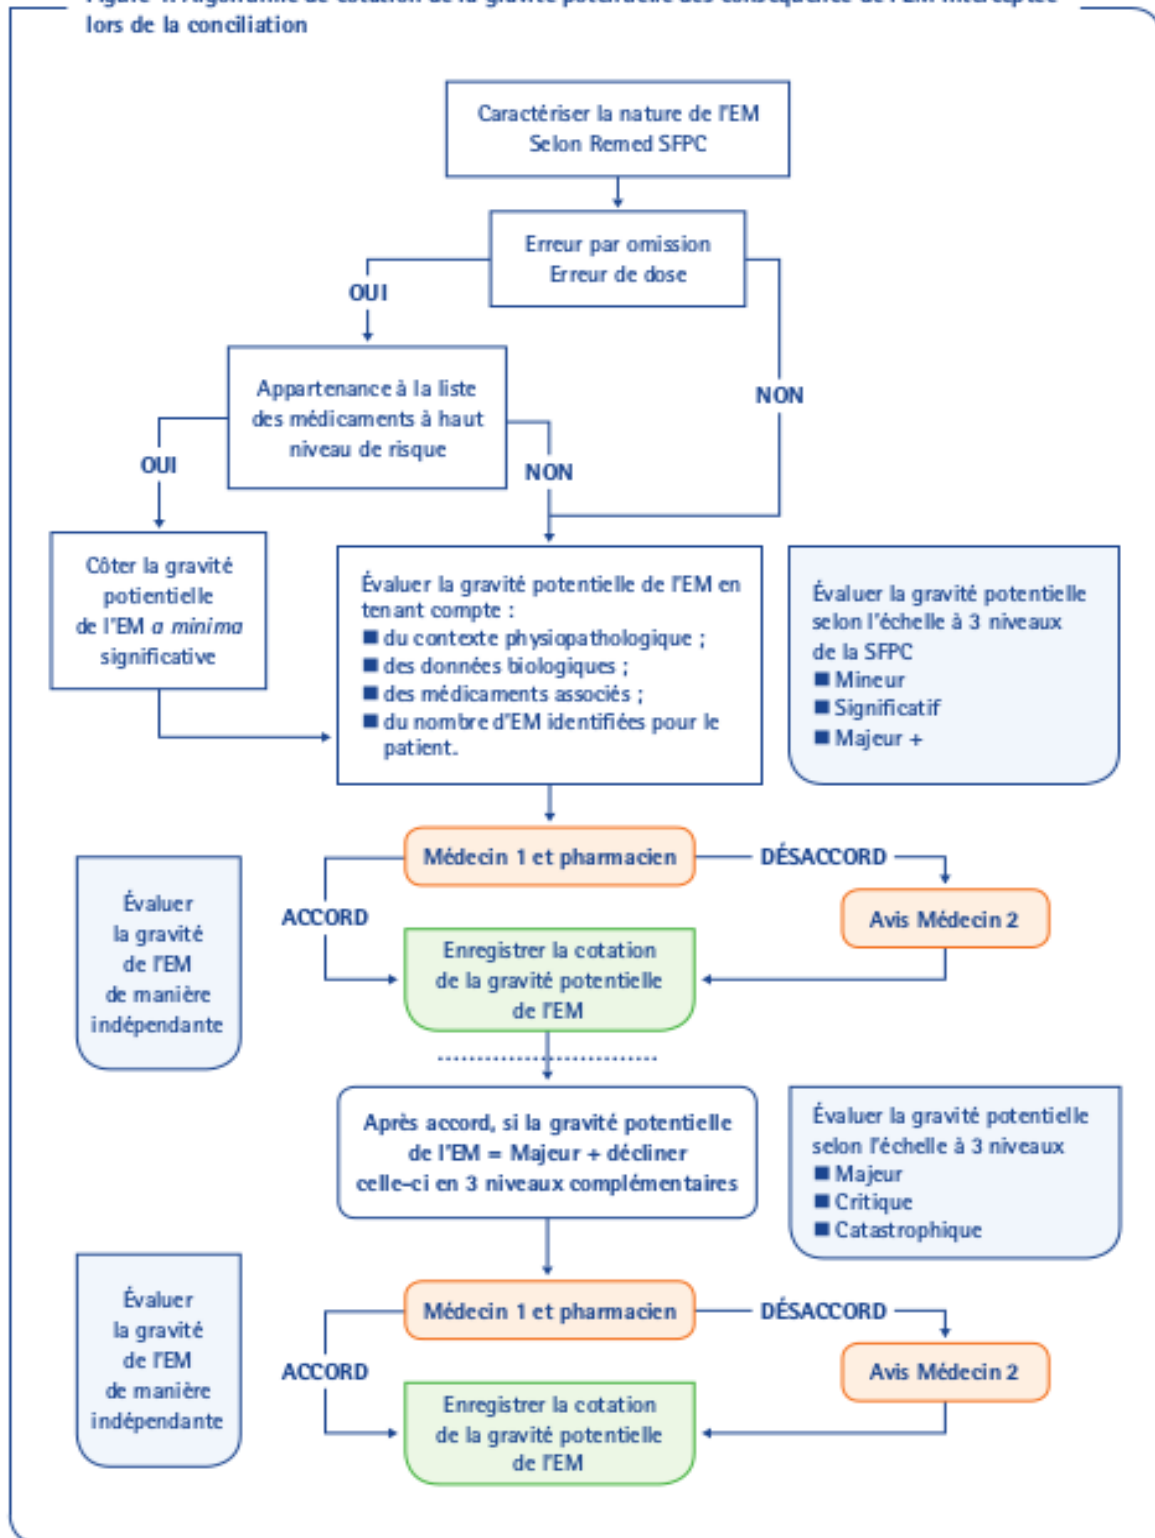 lors de la conciliation
Caractériser la nature de l'EM
Selon Remed SFPC
Erreur par omission
Erreur de dose
OUI
NON
Appartenance à la liste
des médicaments à haut
niveau de risque
OUI
NON
Côter la gravité
potientielle
de l'EM a minima
significative
Évaluer la gravité potentielle de l'EM en
tenant compte :
■ du contexte physiopathologique ;
■ des données biologiques ;
■ des médicaments associés ;
■ du nombre d'EM identifiées pour le
patient.
Évaluer la gravité potentielle
selon l'échelle à 3 niveaux
de la SFPC
■ Mineur
■ Significatif
■ Majeur +
Médecin 1 et pharmacien
DÉSACCORD
Avis Médecin 2
ACCORD
Évaluer
la gravité
de l'EM
de manière
indépendante
Enregistrer la cotation
de la gravité potentielle
de l'EM
Après accord, si la gravité potentielle
de l'EM = Majeur + décliner
celle-ci en 3 niveaux complémentaires
Évaluer la gravité potentielle
selon l'échelle à 3 niveaux
■ Majeur
■ Critique
■ Catastrophique
Médecin 1 et pharmacien
DÉSACCORD
Avis Médecin 2
ACCORD
Évaluer
la gravité
de l'EM
de manière
indépendante
Enregistrer la cotation
de la gravité potentielle
de l'EM